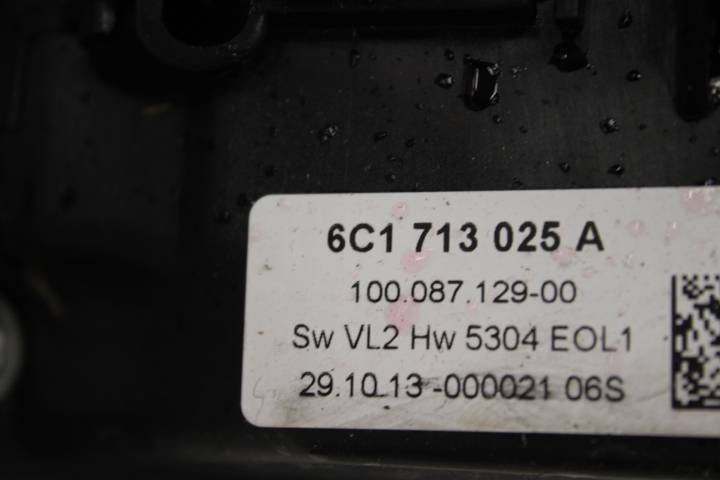 6C1 713 025 A
100.087.129-00
Sw VL2 Hw 5304 EOL1
29.10.13 -000021 06S